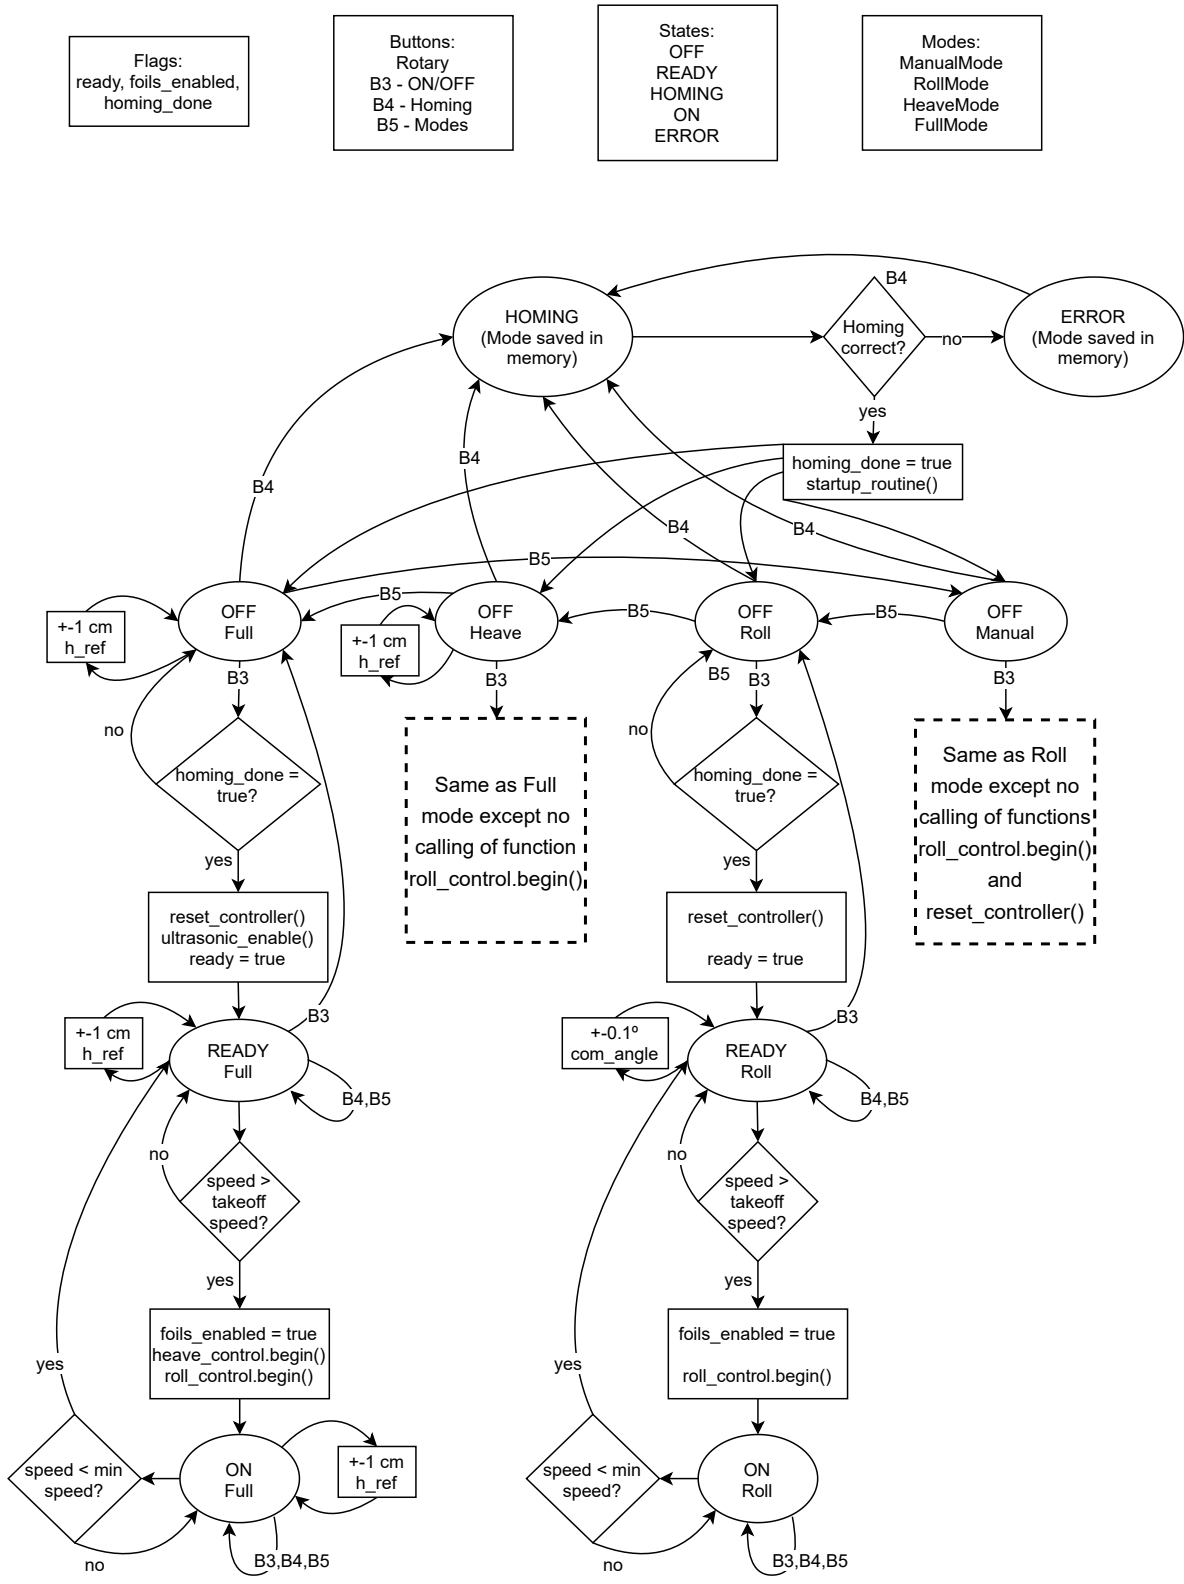 Flags:
ready, foils_enabled,
homing_done
Buttons:
Rotary
B3 - ON/OFF
B4 - Homing
B5 - Modes
States:
OFF
READY
HOMING
ON
ERROR
Modes:
ManualMode
RollMode
HeaveMode
FullMode
HOMING
(Mode saved in
memory)
B4
Homing
correct?
no
ERROR
(Mode saved in
memory)
yes
homing_done = true
startup_routine()
B4
B4
B4
B4
B5
B5
B5
B5
+-1 cm
h_ref
OFF
Full
+-1 cm
h_ref
OFF
Heave
OFF
Roll
OFF
Manual
B3
B3
B5
B3
B3
no
homing_done =
true?
yes
Same as Full
mode except no
calling of function
roll_control.begin()
no
homing_done =
true?
yes
Same as Roll
mode except no
calling of functions
roll_control.begin()
and
reset_controller()
reset_controller()
ultrasonic_enable()
ready = true
reset_controller()
ready = true
B3
B3
+-1 cm
h_ref
READY
Full
B4,B5
+-0.1º
com_angle
READY
Roll
B4,B5
no
speed >
takeoff
speed?
yes
no
speed >
takeoff
speed?
yes
foils_enabled = true
heave_control.begin()
roll_control.begin()
foils_enabled = true
roll_control.begin()
yes
yes
speed < min
speed?
no
ON
Full
+-1 cm
h_ref
B3,B4,B5
speed < min
speed?
no
ON
Roll
B3,B4,B5